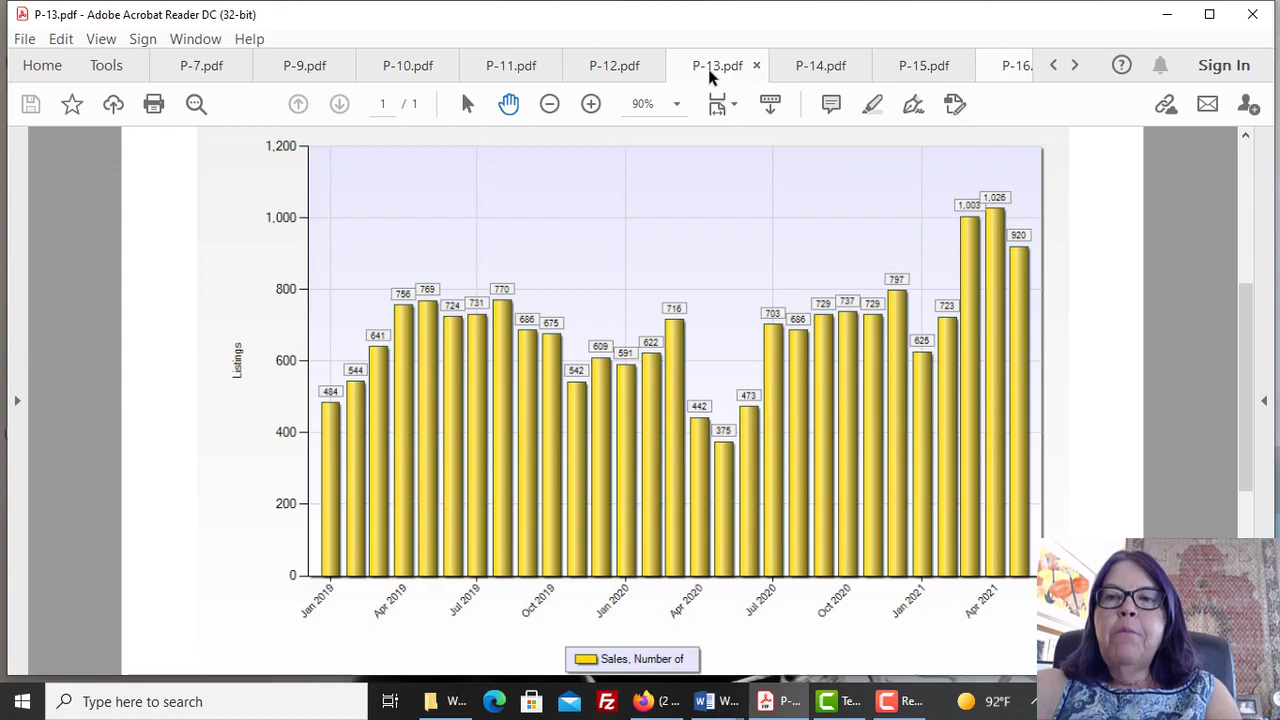 P-13.pdf - Adobe Acrobat Reader DC (32-bit)
File Edit View Sign Window Help
Home Tools P-7.pdf P-9.pdf P-10.pdf P-11.pdf P-12.pdf P-13.pdf × P-14.pdf P-15.pdf P-16. Sign In
1 / 1 90%
1,200
1,000
800
600
400
200
0
Listings
484 544 641 756 769 724 731 770 686 675 542 609 591 622 716 442 375 473 703 686 729 737 729 797 625 723 1,003 1,026 920
Jan 2019 Apr 2019 Jul 2019 Oct 2019 Jan 2020 Apr 2020 Jul 2020 Oct 2020 Jan 2021 Apr 2021
Sales, Number of
Type here to search W... (2 ... W... P-... Te... Re... 92°F